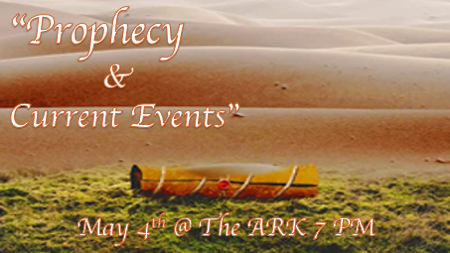 “Prophecy
&
Current Events”
May 4th @ The ARK 7 PM